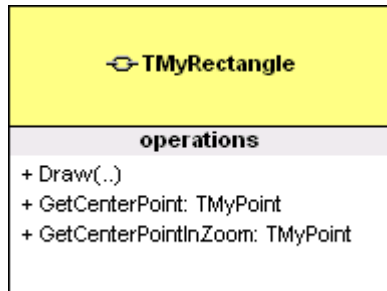 TMyRectangle
operations
+ Draw(..)
+ GetCenterPoint: TMyPoint
+ GetCenterPointInZoom: TMyPoint